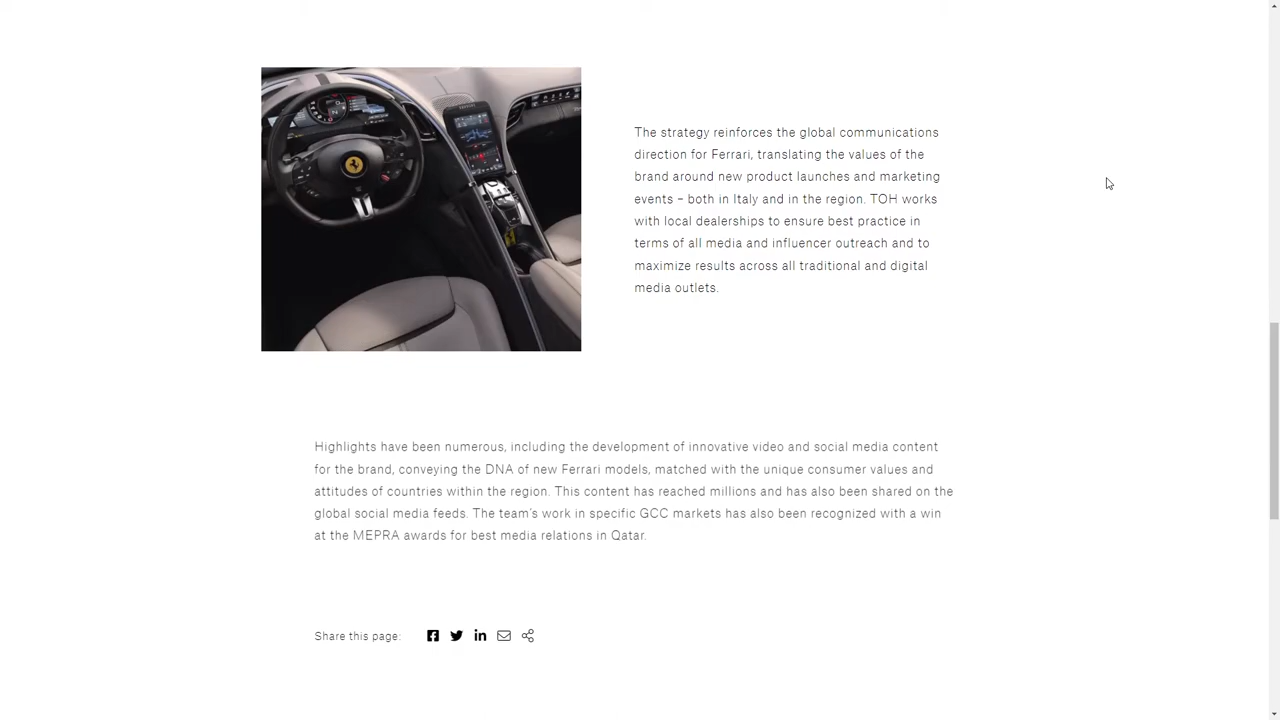 The strategy reinforces the global communications
direction for Ferrari, translating the values of the
brand around new product launches and marketing
events – both in Italy and in the region. TOH works
with local dealerships to ensure best practice in
terms of all media and influencer outreach and to
maximize results across all traditional and digital
media outlets.
Highlights have been numerous, including the development of innovative video and social media content
for the brand, conveying the DNA of new Ferrari models, matched with the unique consumer values and
attitudes of countries within the region. This content has reached millions and has also been shared on the
global social media feeds. The team's work in specific GCC markets has also been recognized with a win
at the MEPRA awards for best media relations in Qatar.
Share this page: